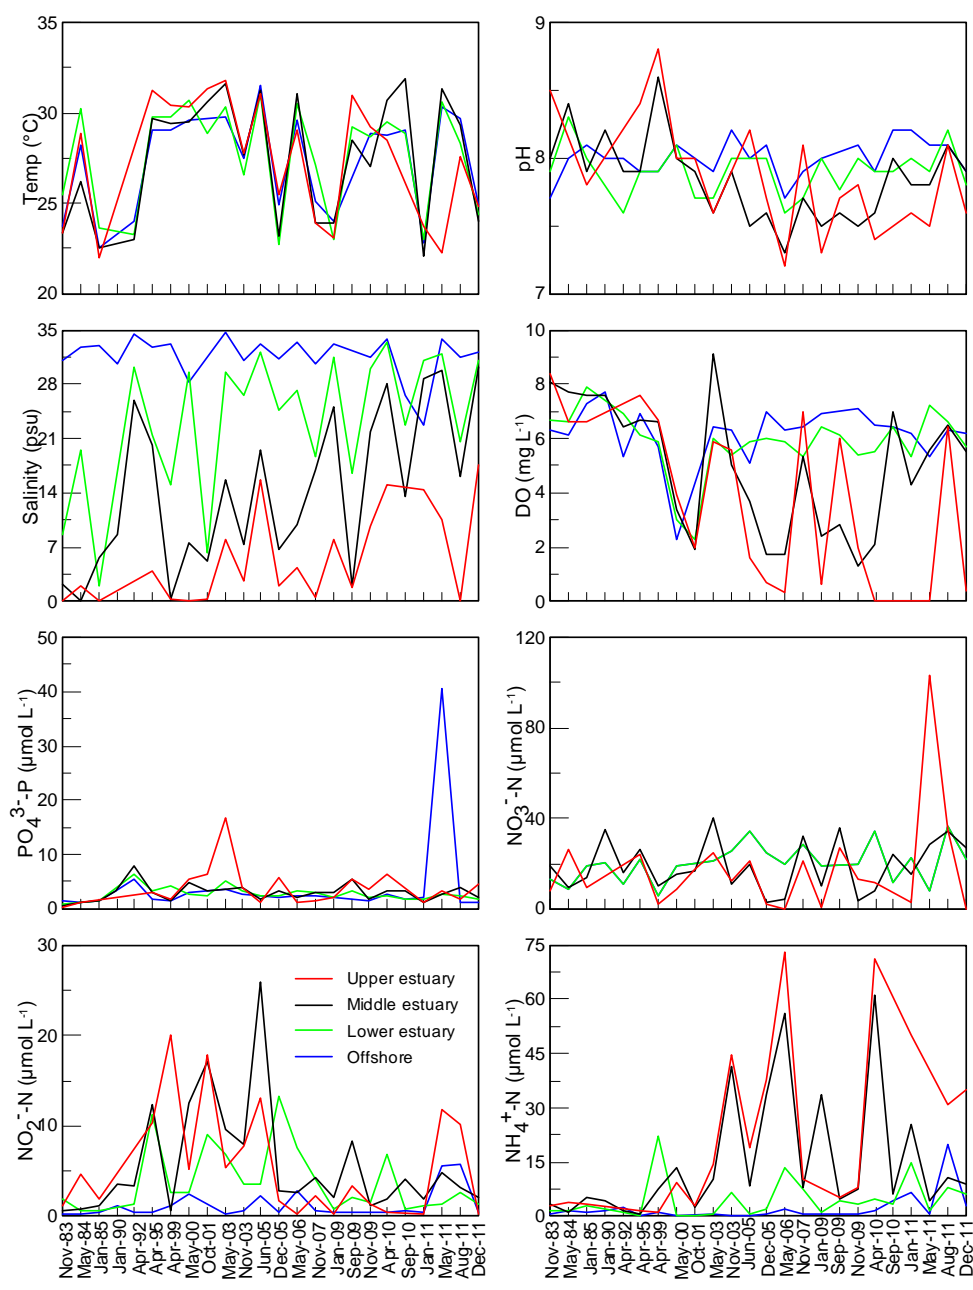 35
30
25
20
Temp (°C)
9
8
7
pH
35
28
21
14
7
0
Salinity (psu)
10
8
6
4
2
0
DO (mg L-1)
50
40
30
20
10
0
PO43--P (µmol L-1)
120
80
40
0
NO3--N (µmol L-1)
30
20
10
0
NO2--N (µmol L-1)
Upper estuary
Middle estuary
Lower estuary
Offshore
75
60
45
30
15
0
NH4+-N (µmol L-1)
Nov-83
May-84
Jan-85
Jan-90
Apr-92
Apr-95
Apr-99
May-00
Oct-01
May-03
Nov-03
Jun-05
Dec-05
May-06
Nov-07
Jan-09
Sep-09
Nov-09
Apr-10
Sep-10
Jan-11
May-11
Aug-11
Dec-11
Nov-83
May-84
Jan-85
Jan-90
Apr-92
Apr-95
Apr-99
May-00
Oct-01
May-03
Nov-03
Jun-05
Dec-05
May-06
Nov-07
Jan-09
Sep-09
Nov-09
Apr-10
Sep-10
Jan-11
May-11
Aug-11
Dec-11